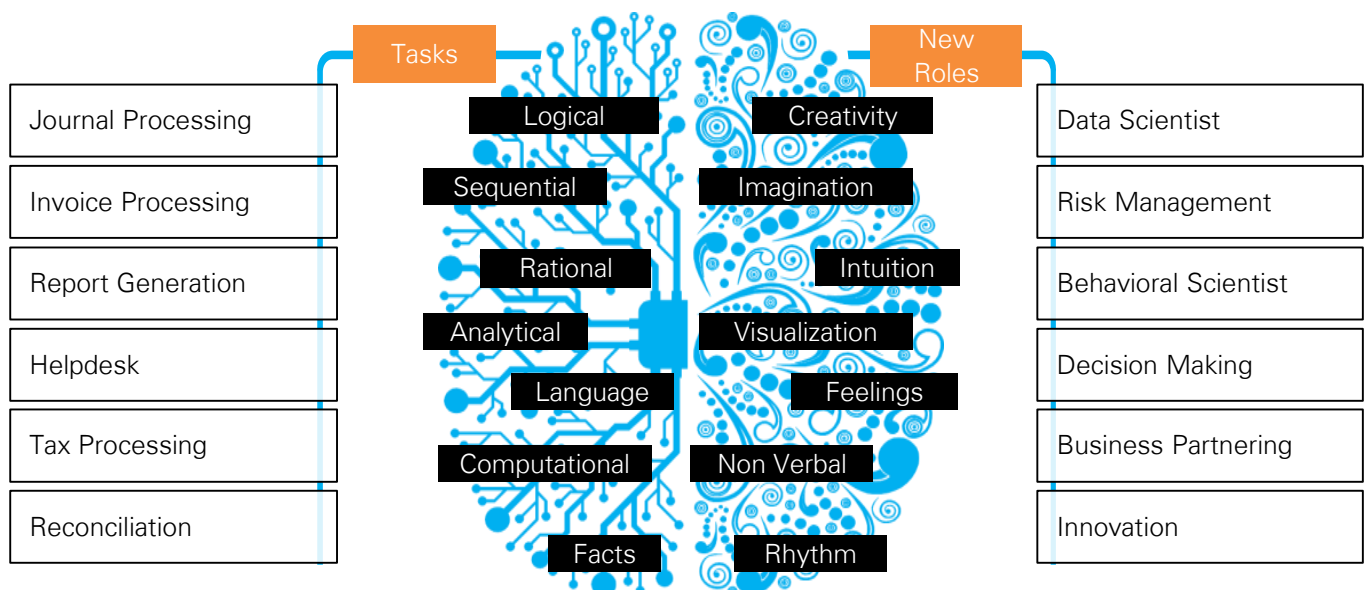 Tasks
New
Roles
Journal Processing
Invoice Processing
Report Generation
Helpdesk
Tax Processing
Reconciliation
Logical
Sequential
Rational
Analytical
Language
Computational
Facts
Creativity
Imagination
Intuition
Visualization
Feelings
Non Verbal
Rhythm
Data Scientist
Risk Management
Behavioral Scientist
Decision Making
Business Partnering
Innovation